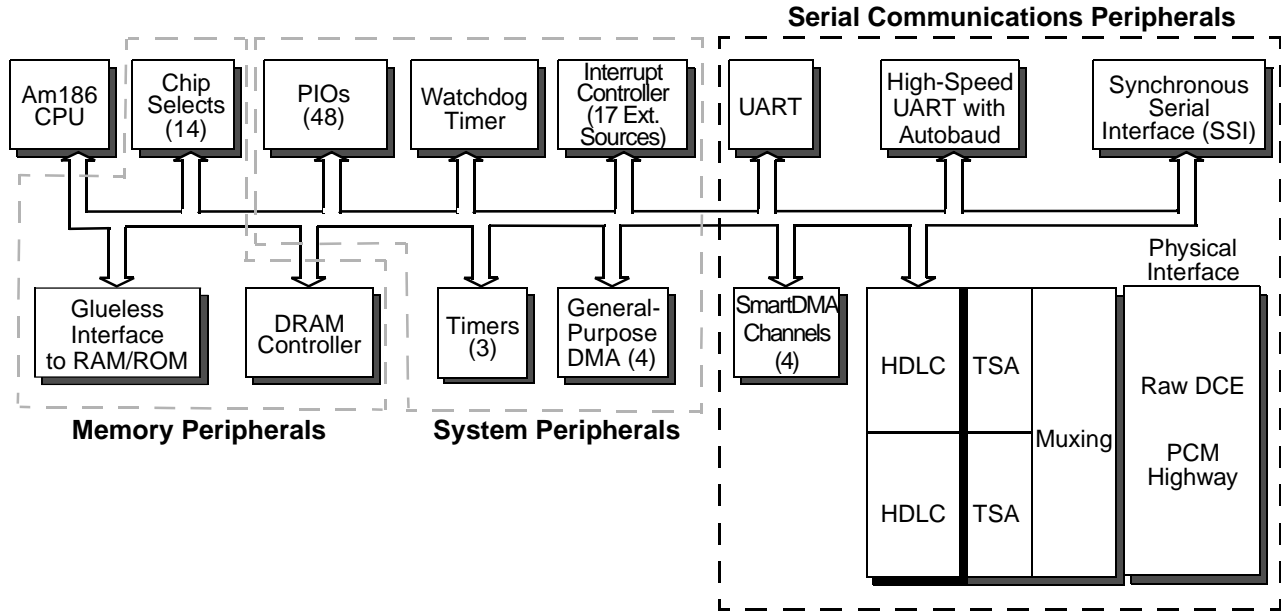 Serial Communications Peripherals
Am186
CPU
Chip
Selects
(14)
PIOs
(48)
Watchdog
Timer
Interrupt
Controller
(17 Ext.
Sources)
UART
High-Speed
UART with
Autobaud
Synchronous
Serial
Interface (SSI)
Glueless
Interface
to RAM/ROM
DRAM
Controller
Timers
(3)
General-
Purpose
DMA (4)
SmartDMA
Channels
(4)
HDLC
TSA
HDLC
TSA
Muxing
Physical
Interface
Raw DCE
PCM
Highway
Memory Peripherals
System Peripherals